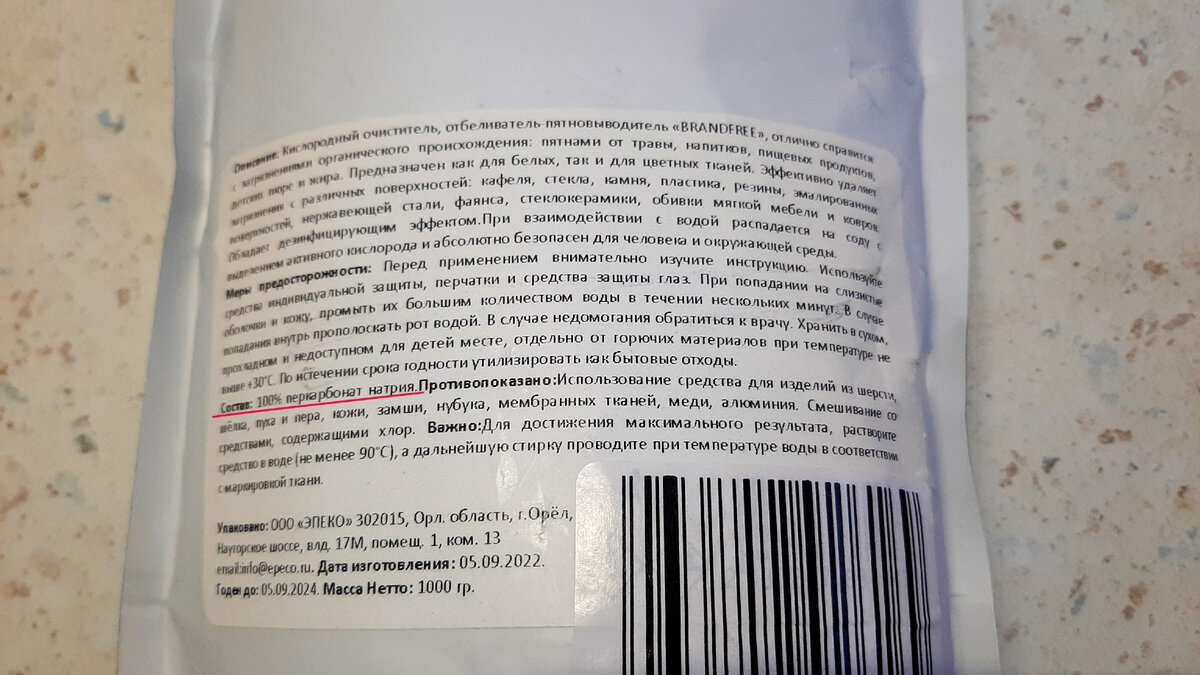 Описание: Кислородный очиститель, отбеливатель-пятновыводитель «BRANDFREE», отлично справится
с загрязнениями органического происхождения: пятнами от травы, напитков, пищевых продуктов,
детских пюре и жира. Предназначен как для белых, так и для цветных тканей. Эффективно удаляет
загрязнения с различных поверхностей: кафеля, стекла, камня, пластика, резины, эмалированных
поверхностей, нержавеющей стали, фаянса, стеклокерамики, обивки мягкой мебели и ковров.
Обладает дезинфицирующим эффектом.При взаимодействии с водой распадается на соду с
выделением активного кислорода и абсолютно безопасен для человека и окружающей среды.
Меры предосторожности: Перед применением внимательно изучите инструкцию. Используйте
средства индивидуальной защиты, перчатки и средства защиты глаз. При попадании на слизистые
оболочки и кожу, промыть их большим количеством воды в течении нескольких минут. В случае
попадания внутрь прополоскать рот водой. В случае недомогания обратиться к врачу. Хранить в сухом,
прохладном и недоступном для детей месте, отдельно от горючих материалов при температуре не
выше +30°C. По истечении срока годности утилизировать как бытовые отходы.
Состав: 100% перкарбонат натрия.Противопоказано:Использование средства для изделий из шерсти,
шёлка, пуха и пера, кожи, замши, нубука, мембранных тканей, меди, алюминия. Смешивание со
средствами, содержащими хлор. Важно:Для достижения максимального результата, растворите
средство в воде (не менее 90°C), а дальнейшую стирку проводите при температуре воды в соответствии
с маркировкой ткани.
Упаковано: ООО «ЭПЕКО» 302015, Орл. область, г.Орёл,
Наугорское шоссе, влд. 17М, помещ. 1, ком. 13
email:info@epeco.ru. Дата изготовления: 05.09.2022.
Годен до: 05.09.2024. Масса Нетто: 1000 гр.